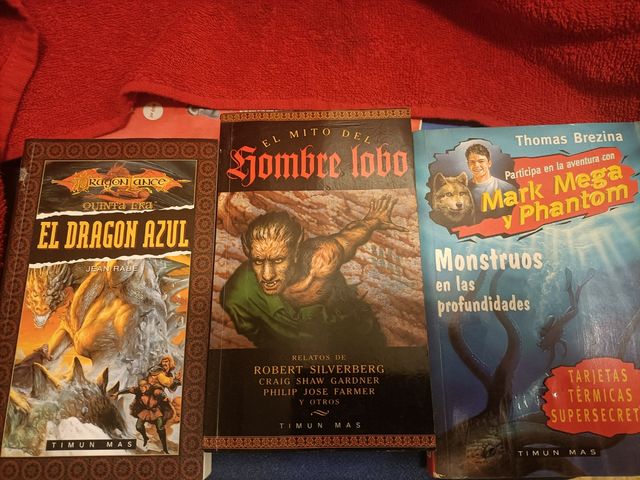 DRAGONLANCE
QUINTA ERA
EL DRAGON AZUL
JEAN RABE
TIMUN MAS
EL MITO DEL
Hombre lobo
RELATOS DE
ROBERT SILVERBERG
CRAIG SHAW GARDNER
PHILIP JOSE FARMER
Y OTROS
TIMUN MAS
Thomas Brezina
Participa en la aventura con
Mark Mega
y Phantom
Monstruos
en las
profundidades
TARJETAS
TÉRMICAS
SUPERSECRET
TIMUN MAS